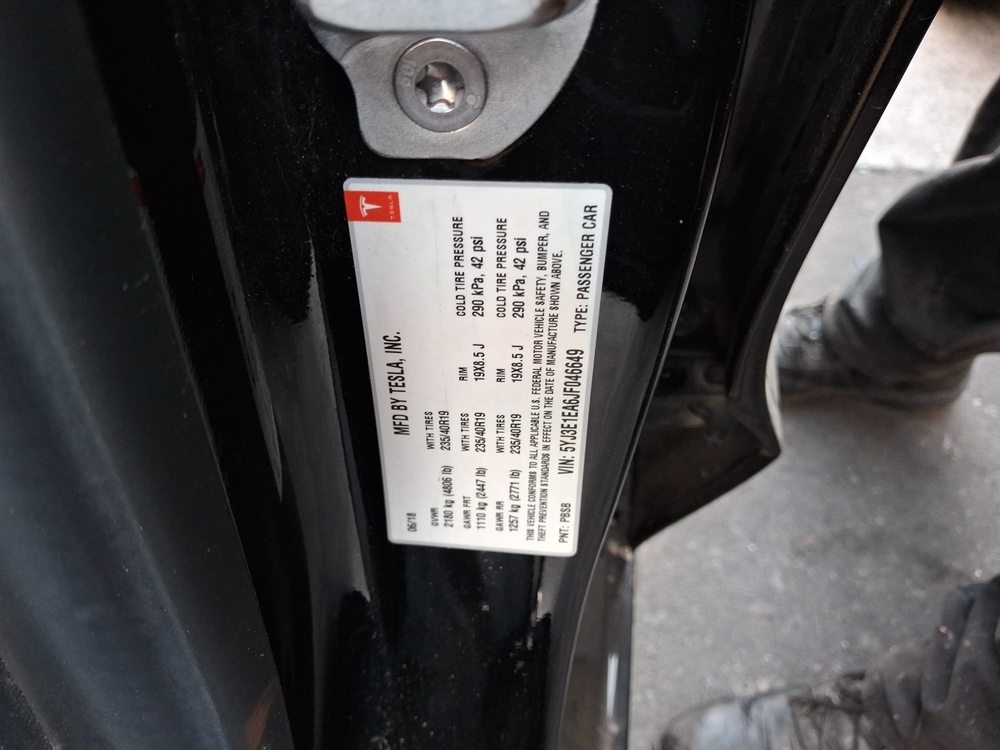 TESLA
MFD BY TESLA, INC.
06/18
GVWR WITH TIRES RIM COLD TIRE PRESSURE
2180 kg (4806 lb) 235/40R19 19X8.5 J 290 kPa, 42 psi
GAWR FRT WITH TIRES RIM COLD TIRE PRESSURE
1110 kg (2447 lb) 235/40R19 19X8.5 J 290 kPa, 42 psi
GAWR RR WITH TIRES
1257 kg (2771 lb) 235/40R19
THIS VEHICLE CONFORMS TO ALL APPLICABLE U.S. FEDERAL MOTOR VEHICLE SAFETY, BUMPER, AND
THEFT PREVENTION STANDARDS IN EFFECT ON THE DATE OF MANUFACTURE SHOWN ABOVE.
PNT: PBSB VIN: 5YJ3E1EA6JF046649 TYPE: PASSENGER CAR